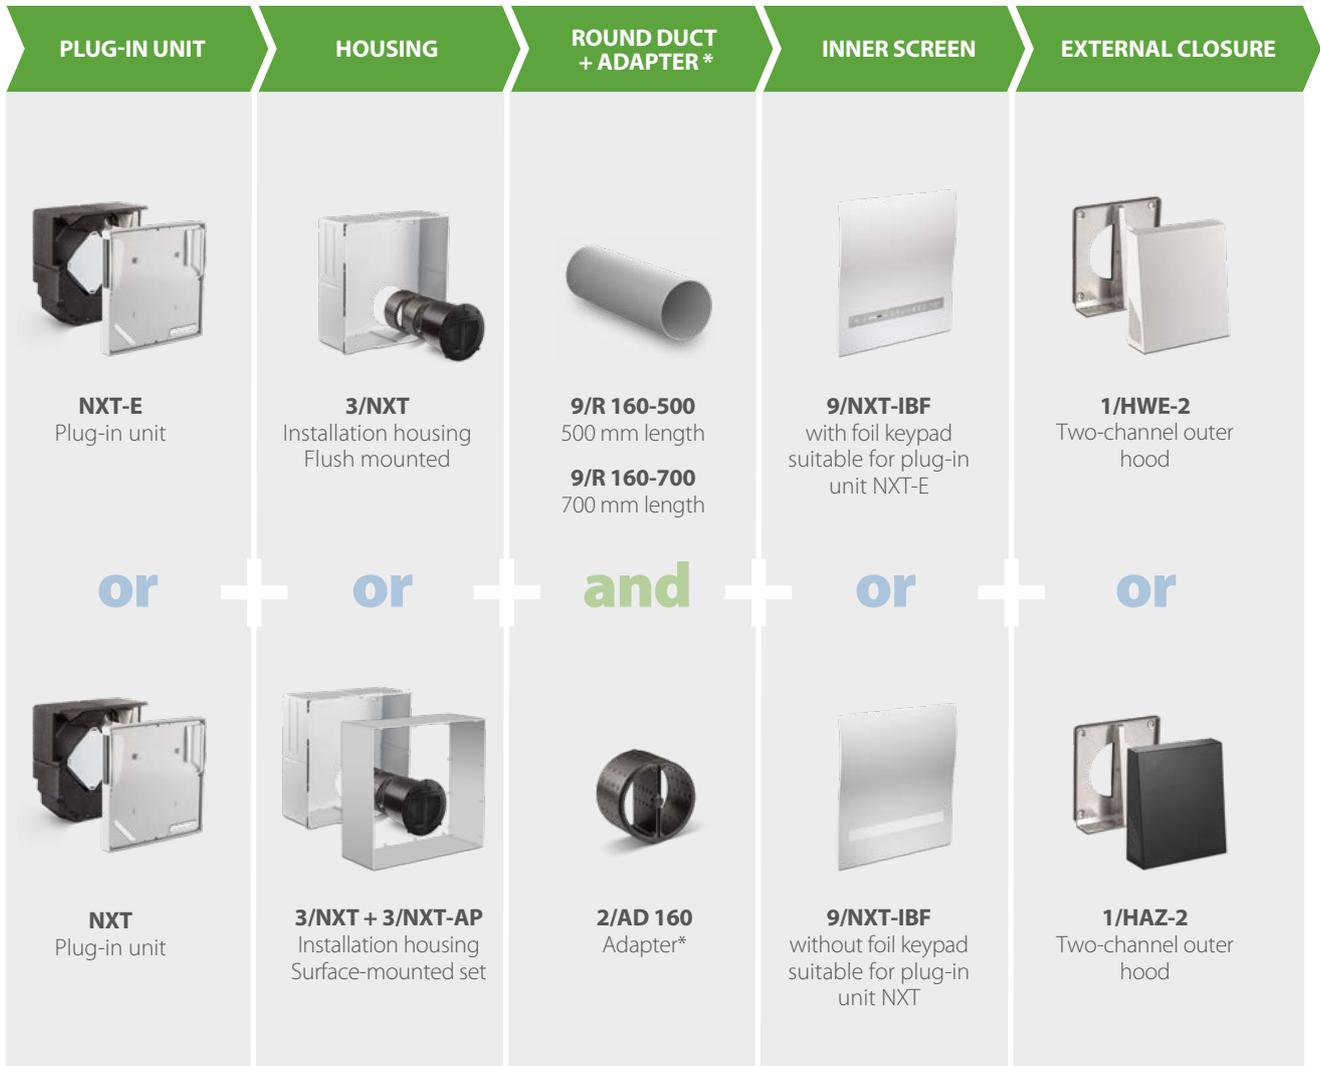 PLUG-IN UNIT
HOUSING
ROUND DUCT
+ ADAPTER *
INNER SCREEN
EXTERNAL CLOSURE
NXT-E
Plug-in unit
3/NXT
Installation housing
Flush mounted
9/R 160-500
500 mm length
9/R 160-700
700 mm length
9/NXT-IBF
with foil keypad
suitable for plug-in
unit NXT-E
1/HWE-2
Two-channel outer
hood
or
+
or
+
and
+
or
+
or
NXT
Plug-in unit
3/NXT + 3/NXT-AP
Installation housing
Surface-mounted set
2/AD 160
Adapter*
9/NXT-IBF
without foil keypad
suitable for plug-in
unit NXT
1/HAZ-2
Two-channel outer
hood